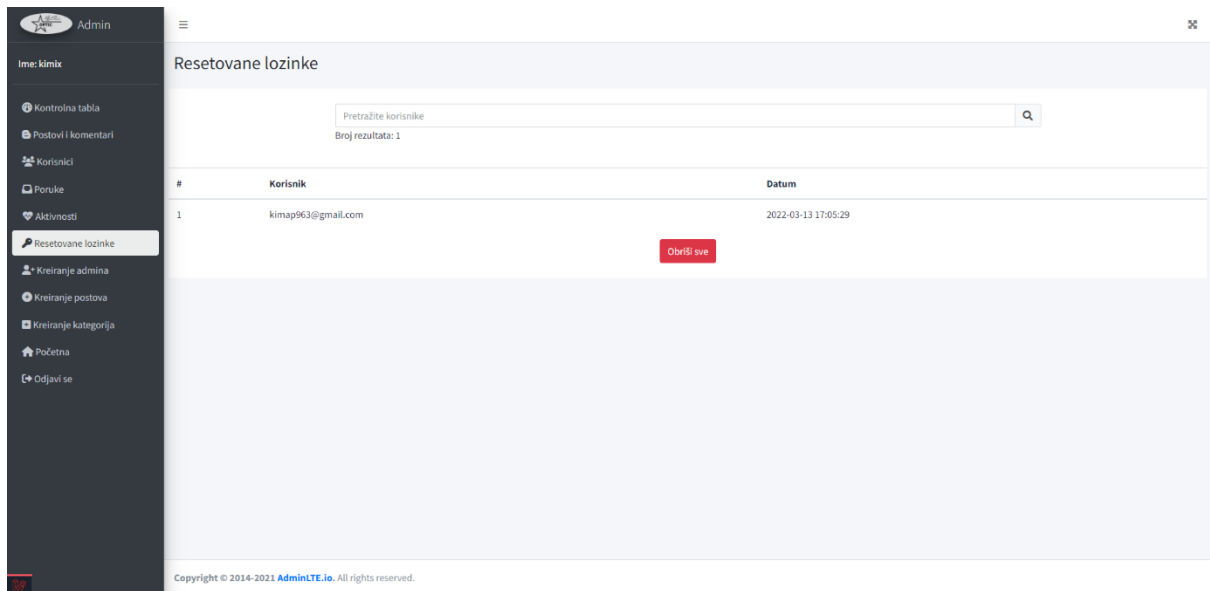 Admin
Ime: kimix
Kontrolna tabla
Postovi i komentari
Korisnici
Poruke
Aktivnosti
Resetovane lozinke
Kreiranje admina
Kreiranje postova
Kreiranje kategorija
Početna
Odjavi se
Resetovane lozinke
Pretražite korisnike
Broj rezultata: 1
# Korisnik Datum
1 kimap963@gmail.com 2022-03-13 17:05:29
Obriši sve
Copyright © 2014-2021 AdminLTE.io. All rights reserved.